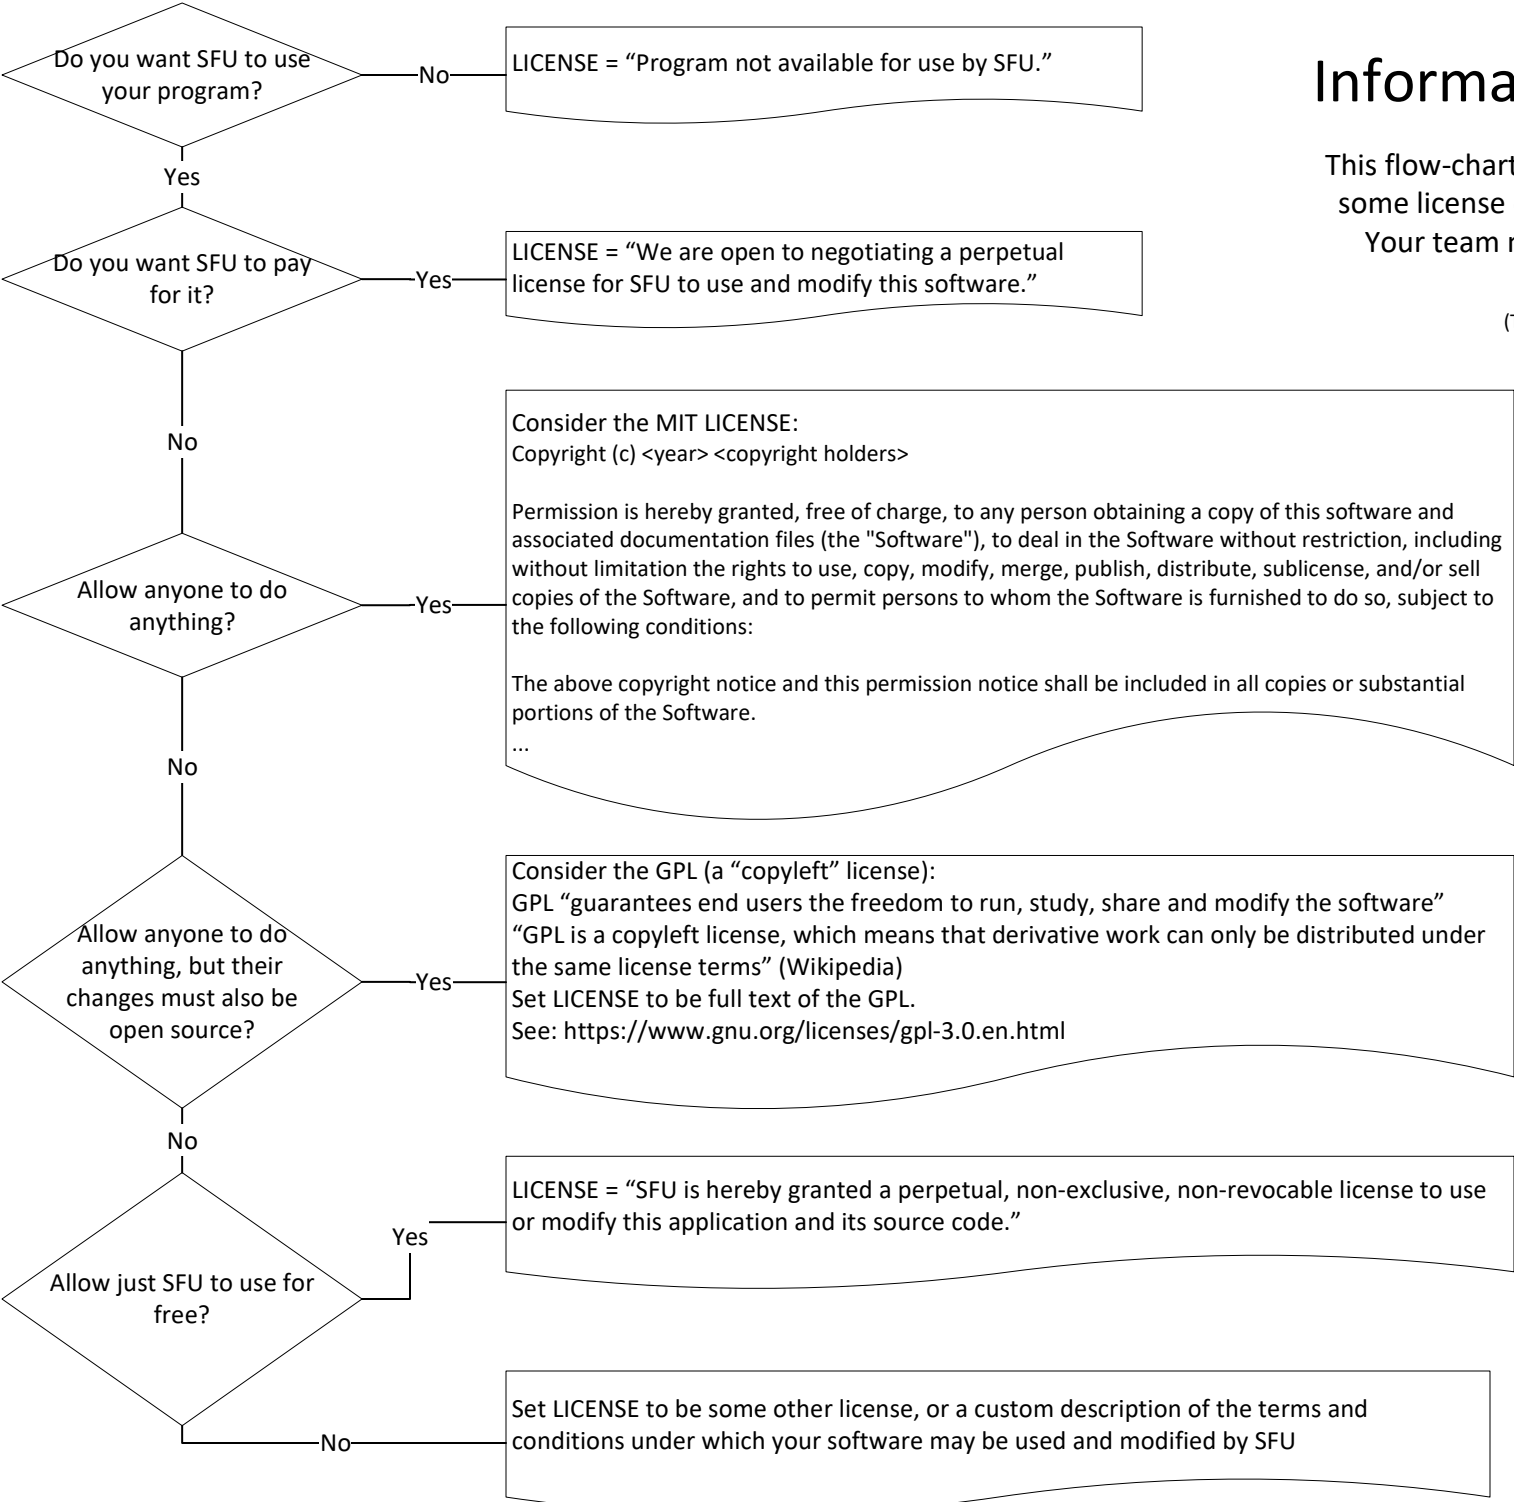 Do you want SFU to use
your program?
No
LICENSE = “Program not available for use by SFU.”
Informa
This flow-chart
some license
Your team
(T
Yes
Do you want SFU to pay
for it?
Yes
LICENSE = “We are open to negotiating a perpetual
license for SFU to use and modify this software.”
No
Allow anyone to do
anything?
Yes
Consider the MIT LICENSE:
Copyright (c) <year> <copyright holders>
Permission is hereby granted, free of charge, to any person obtaining a copy of this software and
associated documentation files (the "Software"), to deal in the Software without restriction, including
without limitation the rights to use, copy, modify, merge, publish, distribute, sublicense, and/or sell
copies of the Software, and to permit persons to whom the Software is furnished to do so, subject to
the following conditions:
The above copyright notice and this permission notice shall be included in all copies or substantial
portions of the Software.
...
No
Allow anyone to do
anything, but their
changes must also be
open source?
Yes
Consider the GPL (a “copyleft” license):
GPL “guarantees end users the freedom to run, study, share and modify the software”
“GPL is a copyleft license, which means that derivative work can only be distributed under
the same license terms” (Wikipedia)
Set LICENSE to be full text of the GPL.
See: https://www.gnu.org/licenses/gpl-3.0.en.html
No
Allow just SFU to use for
free?
Yes
LICENSE = “SFU is hereby granted a perpetual, non-exclusive, non-revocable license to use
or modify this application and its source code.”
No
Set LICENSE to be some other license, or a custom description of the terms and
conditions under which your software may be used and modified by SFU